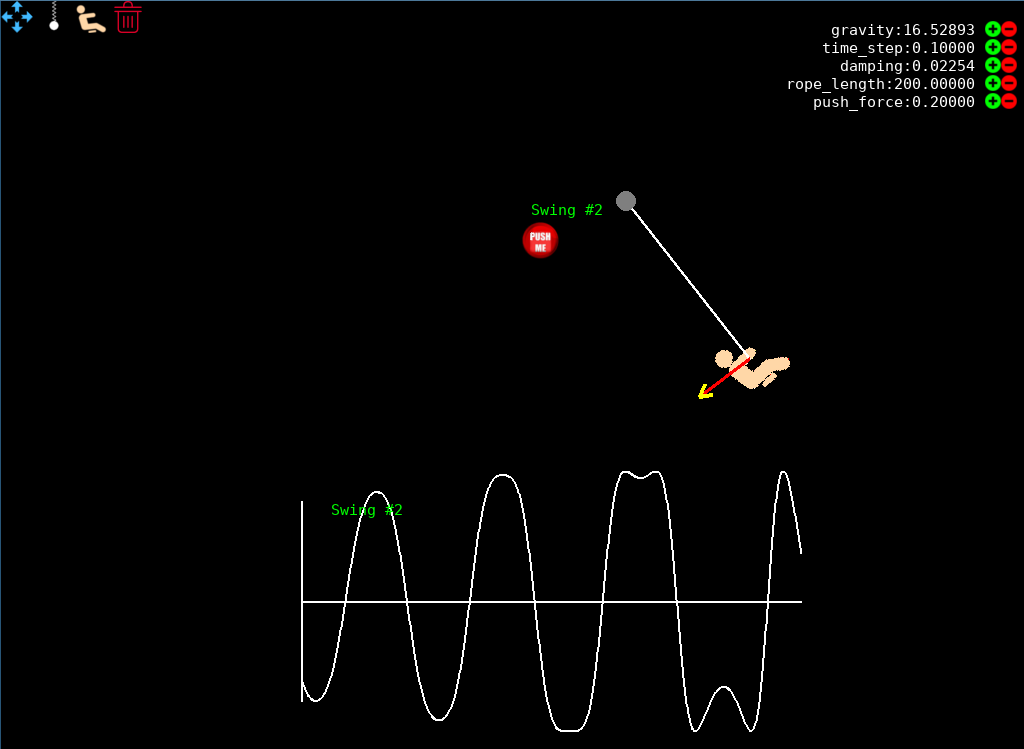 gravity:16.52893
time_step:0.10000
damping:0.02254
rope_length:200.00000
push_force:0.20000
Swing #2
PUSH
ME
Swing #2